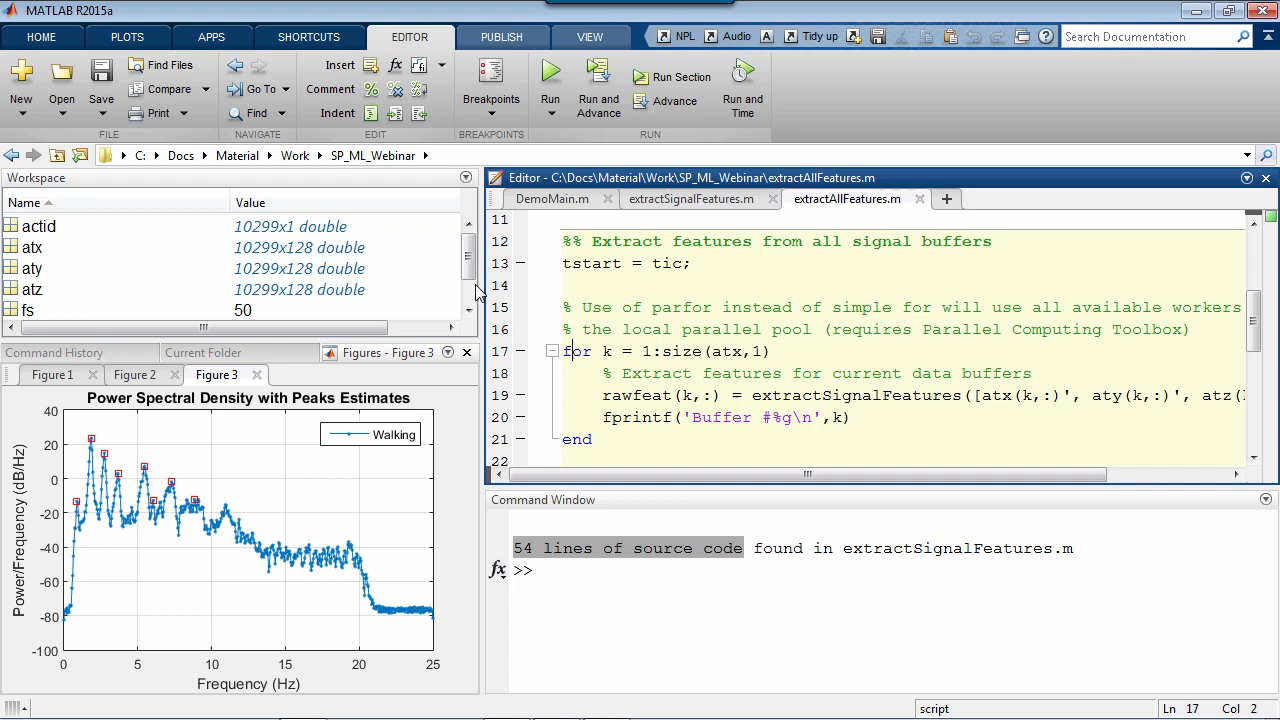 MATLAB R2015a
HOME PLOTS APPS SHORTCUTS EDITOR PUBLISH VIEW NPL Audio A Tidy up Search Documentation
New Open Save Find Files Compare Print Go To Find Insert fx Comment Indent Breakpoints Run Run and Advance Run Section Advance Run and Time
FILE NAVIGATE EDIT BREAKPOINTS RUN
C: Docs Material Work SP_ML_Webinar
Workspace
Name Value
actid 10299x1 double
atx 10299x128 double
aty 10299x128 double
atz 10299x128 double
fs 50
Command History Current Folder Figures - Figure 3
Figure 1 Figure 2 Figure 3
Power Spectral Density with Peaks Estimates
Walking
Power/Frequency (dB/Hz)
40
20
0
-20
-40
-60
-80
-100
0 5 10 15 20 25
Frequency (Hz)
Editor - C:\Docs\Material\Work\SP_ML_Webinar\extractAllFeatures.m
DemoMain.m extractSignalFeatures.m extractAllFeatures.m
11
12 %% Extract features from all signal buffers
13 tstart = tic;
14
15 % Use of parfor instead of simple for will use all available workers
16 % the local parallel pool (requires Parallel Computing Toolbox)
17 for k = 1:size(atx,1)
18 % Extract features for current data buffers
19 rawfeat(k,:) = extractSignalFeatures([atx(k,:)', aty(k,:)', atz(
20 fprintf('Buffer #%g\n',k)
21 end
22
Command Window
54 lines of source code found in extractSignalFeatures.m
fx >>
script Ln 17 Col 2